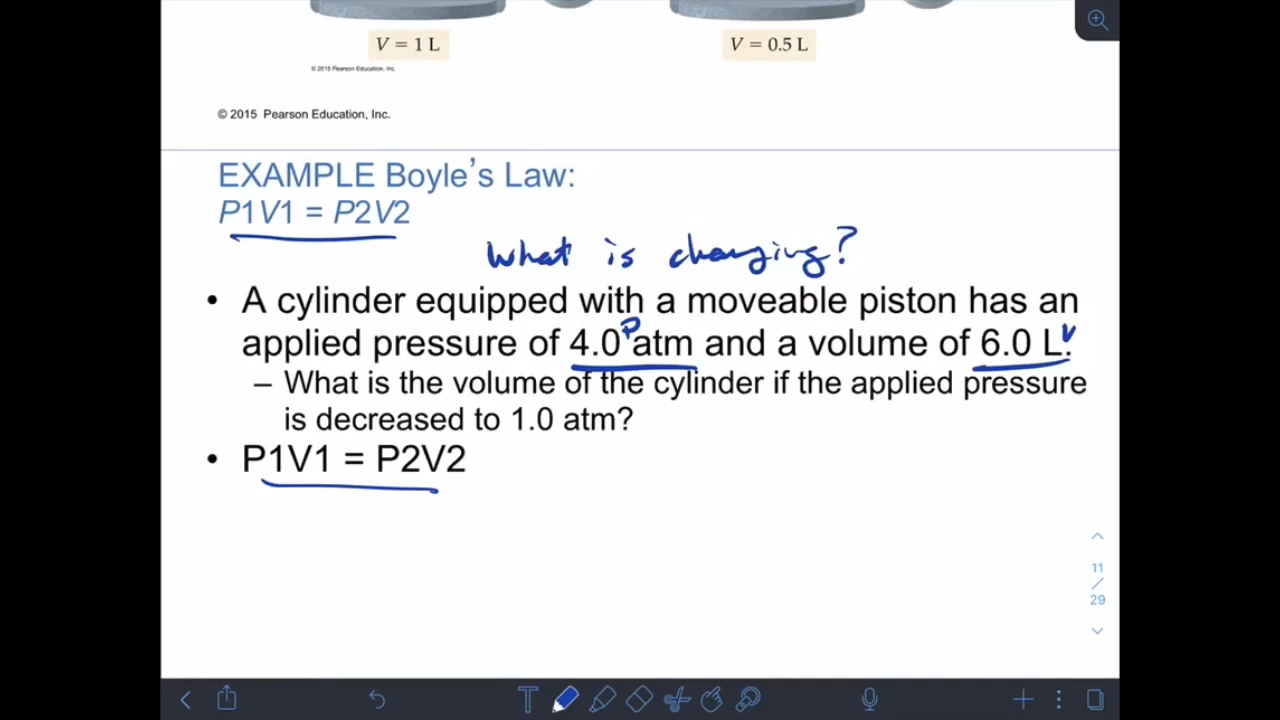 V = 1 L
V = 0.5 L
© 2015 Pearson Education, Inc.
© 2015 Pearson Education, Inc.
EXAMPLE Boyle's Law:
P1V1 = P2V2
What is changing?
• A cylinder equipped with a moveable piston has an
P
applied pressure of 4.0 atm and a volume of 6.0 L.
V
– What is the volume of the cylinder if the applied pressure
is decreased to 1.0 atm?
• P1V1 = P2V2
11
/
29
T